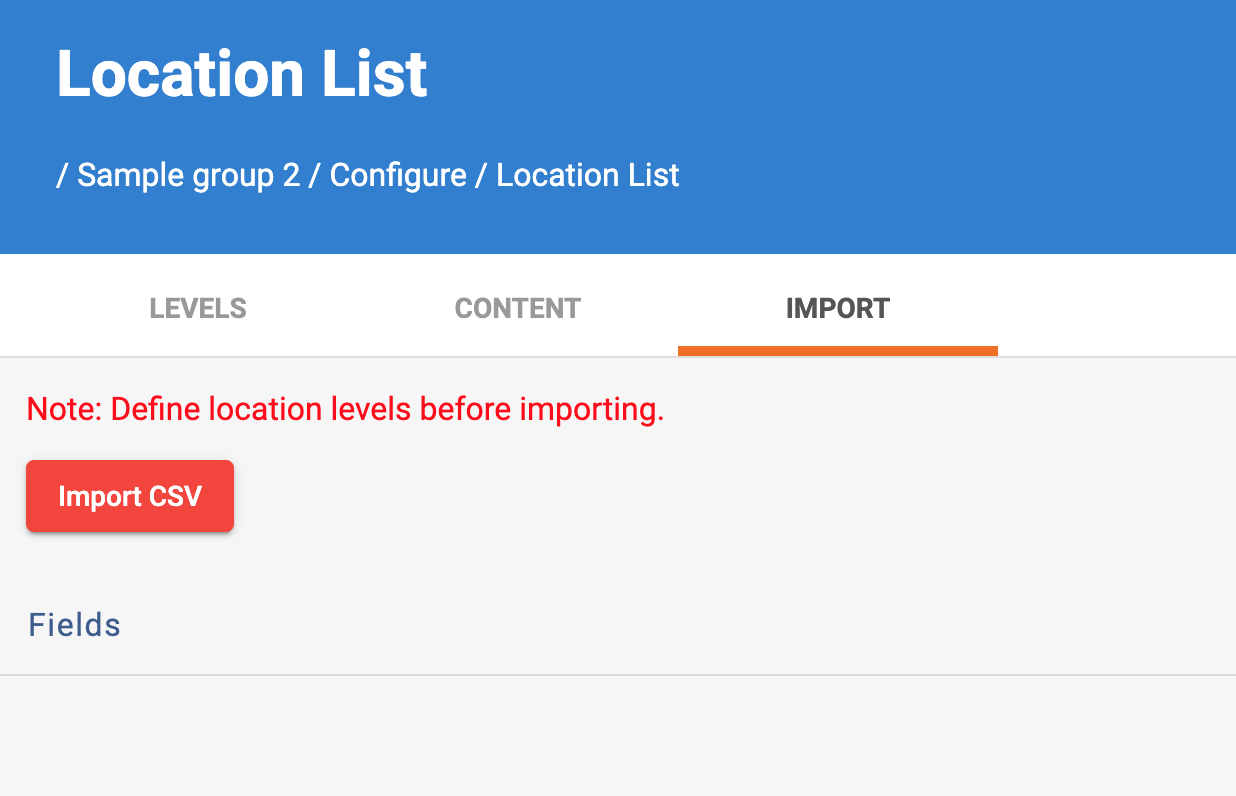 Location List
/ Sample group 2 / Configure / Location List
LEVELS CONTENT IMPORT
Note: Define location levels before importing.
Import CSV
Fields